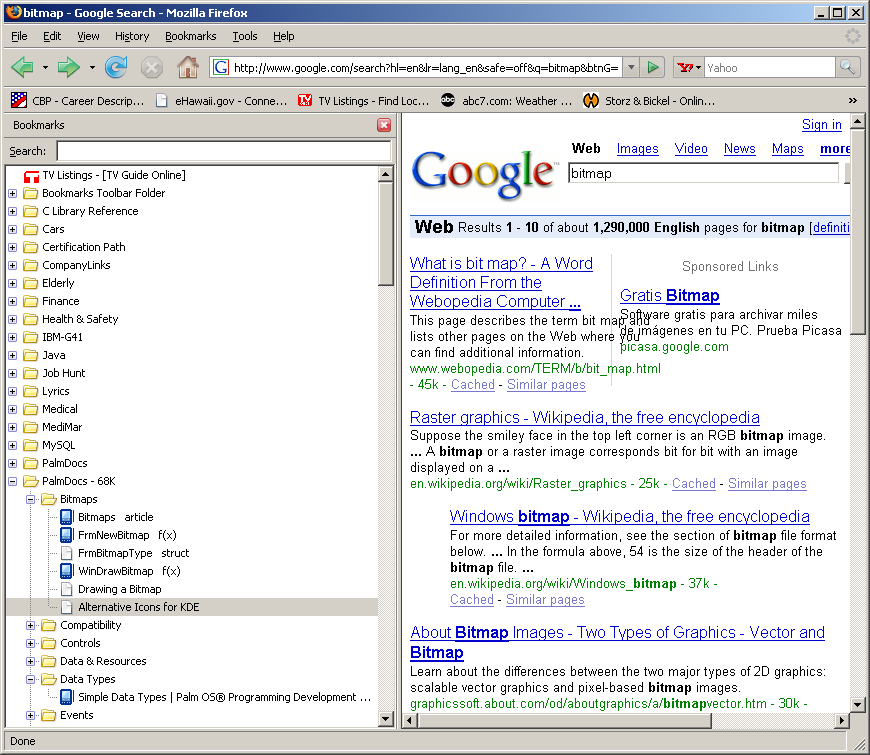 bitmap - Google Search - Mozilla Firefox
File Edit View History Bookmarks Tools Help
http://www.google.com/search?hl=en&lr=lang_en&safe=off&q=bitmap&btnG= Yahoo
CBP - Career Descrip... eHawaii.gov - Conne... TV Listings - Find Loc... abc abc7.com: Weather ... Storz & Bickel - Onlin... »
Bookmarks
Search:
TV Listings - [TV Guide Online]
Bookmarks Toolbar Folder
C Library Reference
Cars
Certification Path
CompanyLinks
Elderly
Finance
Health & Safety
IBM-G41
Java
Job Hunt
Lyrics
Medical
MediMar
MySQL
PalmDocs
PalmDocs - 68K
Bitmaps
Bitmaps article
FrmNewBitmap f(x)
FrmBitmapType struct
WinDrawBitmap f(x)
Drawing a Bitmap
Alternative Icons for KDE
Compatibility
Controls
Data & Resources
Data Types
Simple Data Types | Palm OS® Programming Development ...
Events
Sign in
Google™
Web Images Video News Maps more
bitmap
Web Results 1 - 10 of about 1,290,000 English pages for bitmap [definiti
What is bit map? - A Word
Definition From the
Webopedia Computer ...
This page describes the term bit map and
lists other pages on the Web where you
can find additional information.
www.webopedia.com/TERM/b/bit_map.html
- 45k - Cached - Similar pages
Sponsored Links
Gratis Bitmap
Software gratis para archivar miles
de imágenes en tu PC. Prueba Picasa
picasa.google.com
Raster graphics - Wikipedia, the free encyclopedia
Suppose the smiley face in the top left corner is an RGB bitmap image.
... A bitmap or a raster image corresponds bit for bit with an image
displayed on a ...
en.wikipedia.org/wiki/Raster_graphics - 25k - Cached - Similar pages
Windows bitmap - Wikipedia, the free encyclopedia
For more detailed information, see the section of bitmap file format
below. ... In the formula above, 54 is the size of the header of the
bitmap file. ...
en.wikipedia.org/wiki/Windows_bitmap - 37k -
Cached - Similar pages
About Bitmap Images - Two Types of Graphics - Vector and
Bitmap
Learn about the differences between the two major types of 2D graphics:
scalable vector graphics and pixel-based bitmap images.
graphicssoft.about.com/od/aboutgraphics/a/bitmapvector.htm - 30k -
Done